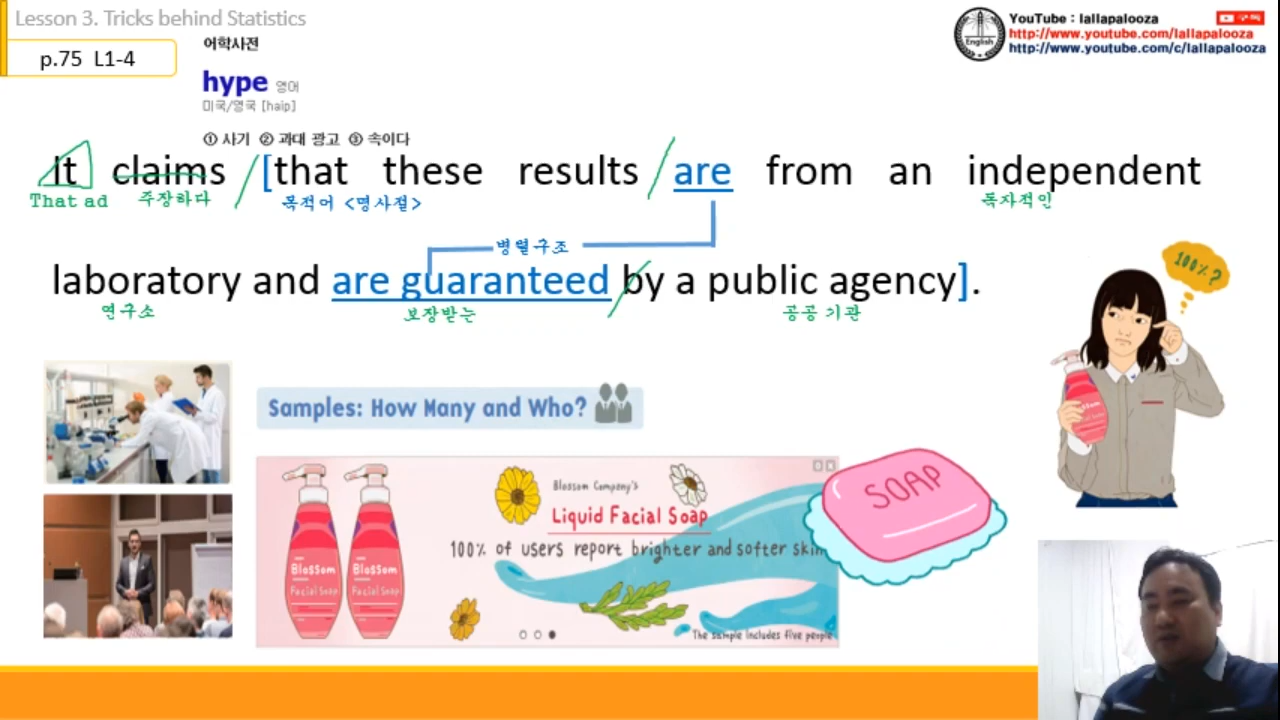 Lesson 3. Tricks behind Statistics
p.75 L1-4
어학사전
hype 영어
미국/영국 [haip]
① 사기 ② 과대 광고 ③ 속이다
English
YouTube : lallapalooza
구독
http://www.youtube.com/lallapalooza
http://www.youtube.com/c/lallapalooza
It claims / [that these results / are from an independent
That ad 주장하다 목적어 <명사절> 독자적인
병렬구조
laboratory and are guaranteed / by a public agency].
연구소 보장받는 공공 기관
100%?
Blossom
Samples: How Many and Who?
Blossom Company's
Liquid Facial Soap
100% of users report brighter and softer skin
Blossom Blossom
Facial Soap Facial Soap
The sample includes five people
SOAP